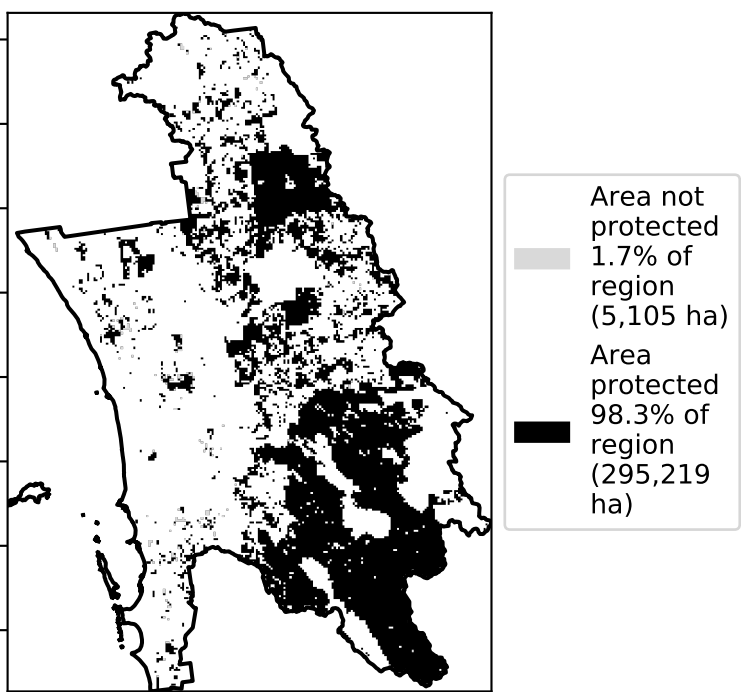 Area not
protected
1.7% of
region
(5,105 ha)
Area
protected
98.3% of
region
(295,219
ha)